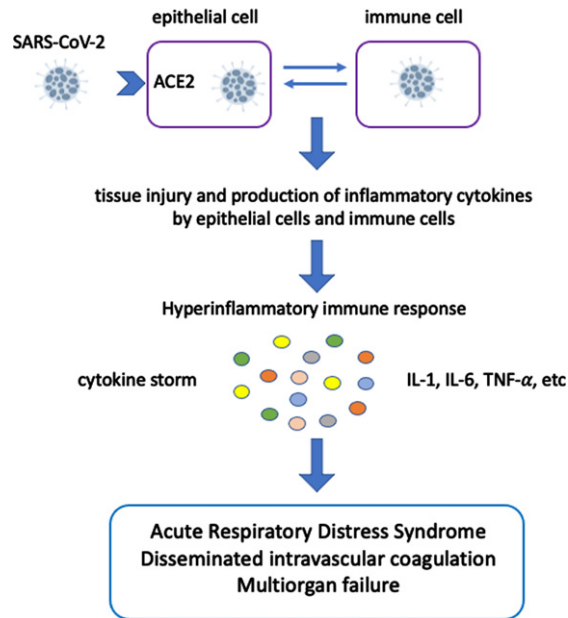 epithelial cell
immune cell
SARS-CoV-2
ACE2
tissue injury and production of inflammatory cytokines
by epithelial cells and immune cells
Hyperinflammatory immune response
cytokine storm
IL-1, IL-6, TNF-α, etc
Acute Respiratory Distress Syndrome
Disseminated intravascular coagulation
Multiorgan failure